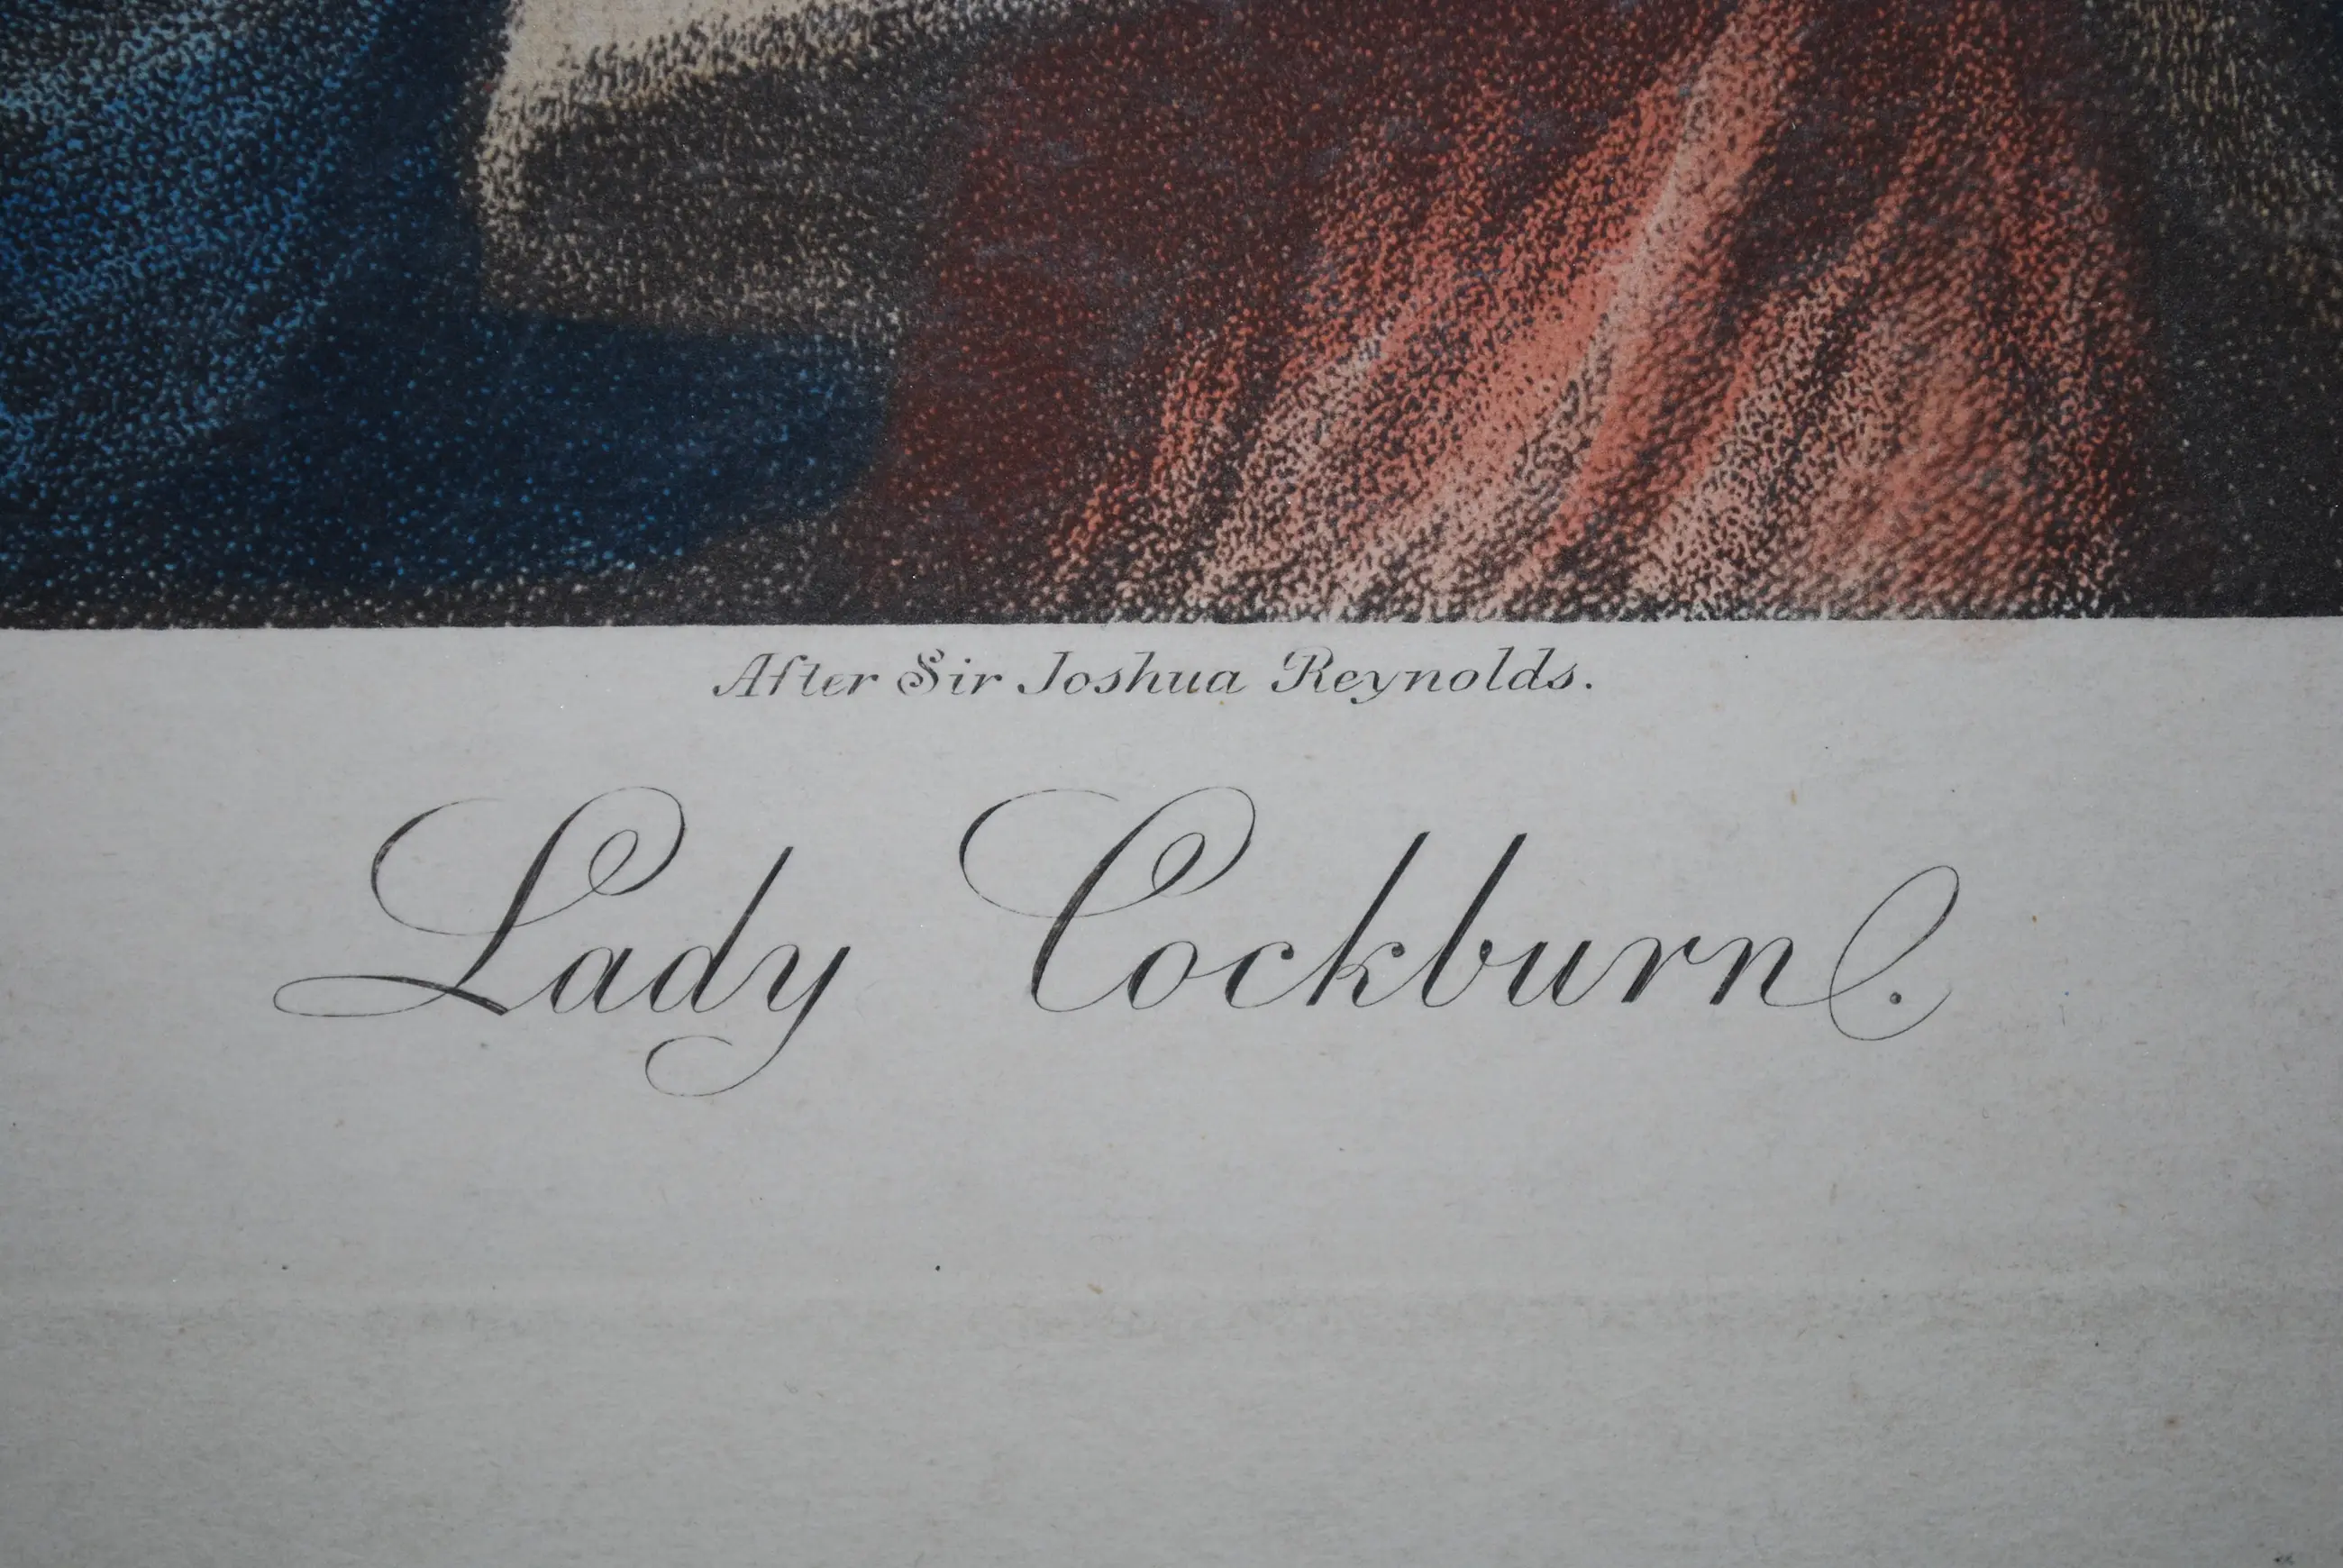 After Sir Joshua Reynolds.
Lady Cockburn.